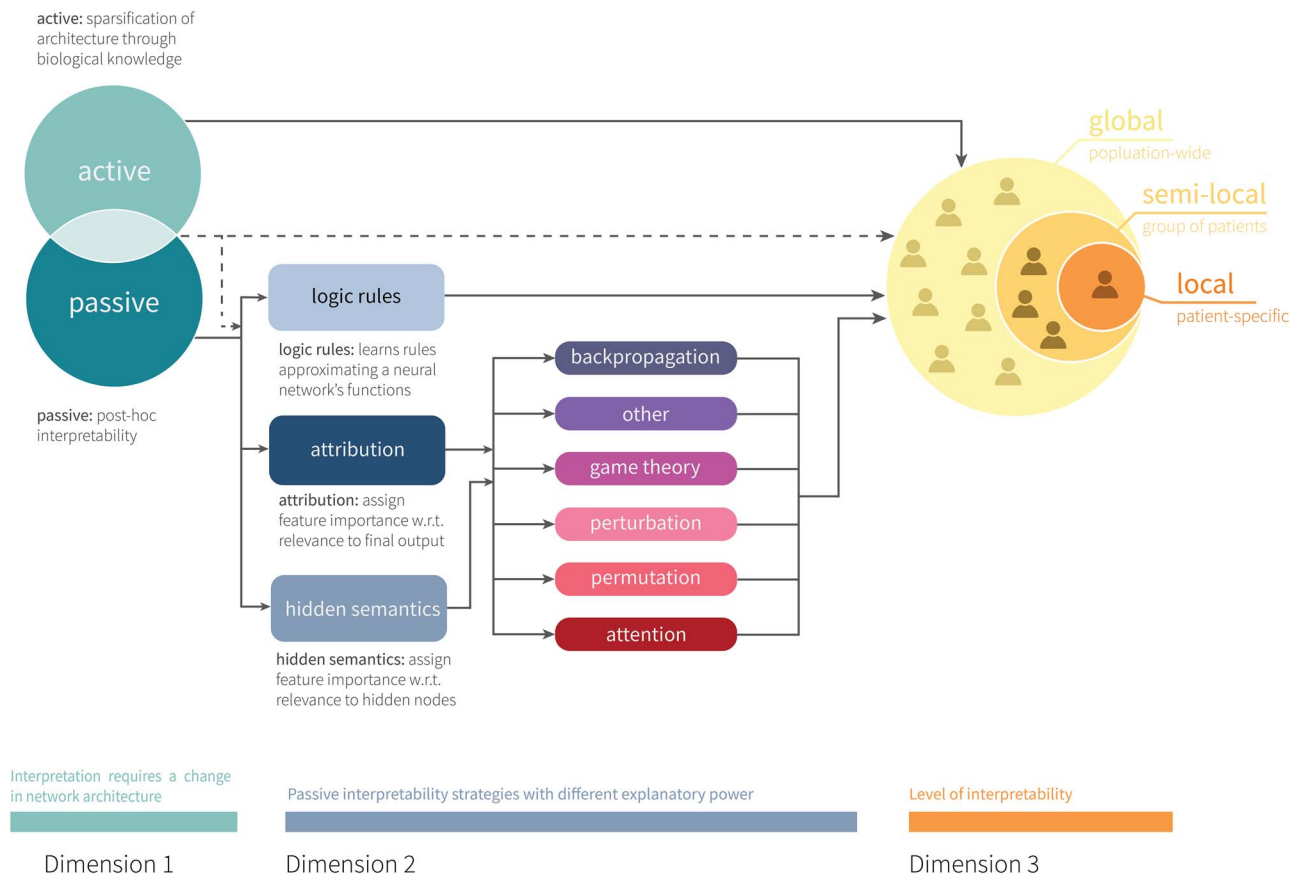 active: sparsification of
architecture through
biological knowledge
active
passive
passive: post-hoc
interpretability
logic rules
logic rules: learns rules
approximating a neural
network's functions
attribution
attribution: assign
feature importance w.r.t.
relevance to final output
hidden semantics
hidden semantics: assign
feature importance w.r.t.
relevance to hidden nodes
backpropagation
other
game theory
perturbation
permutation
attention
global
popluation-wide
semi-local
group of patients
local
patient-specific
Interpretation requires a change
in network architecture
Dimension 1
Passive interpretability strategies with different explanatory power
Dimension 2
Level of interpretability
Dimension 3